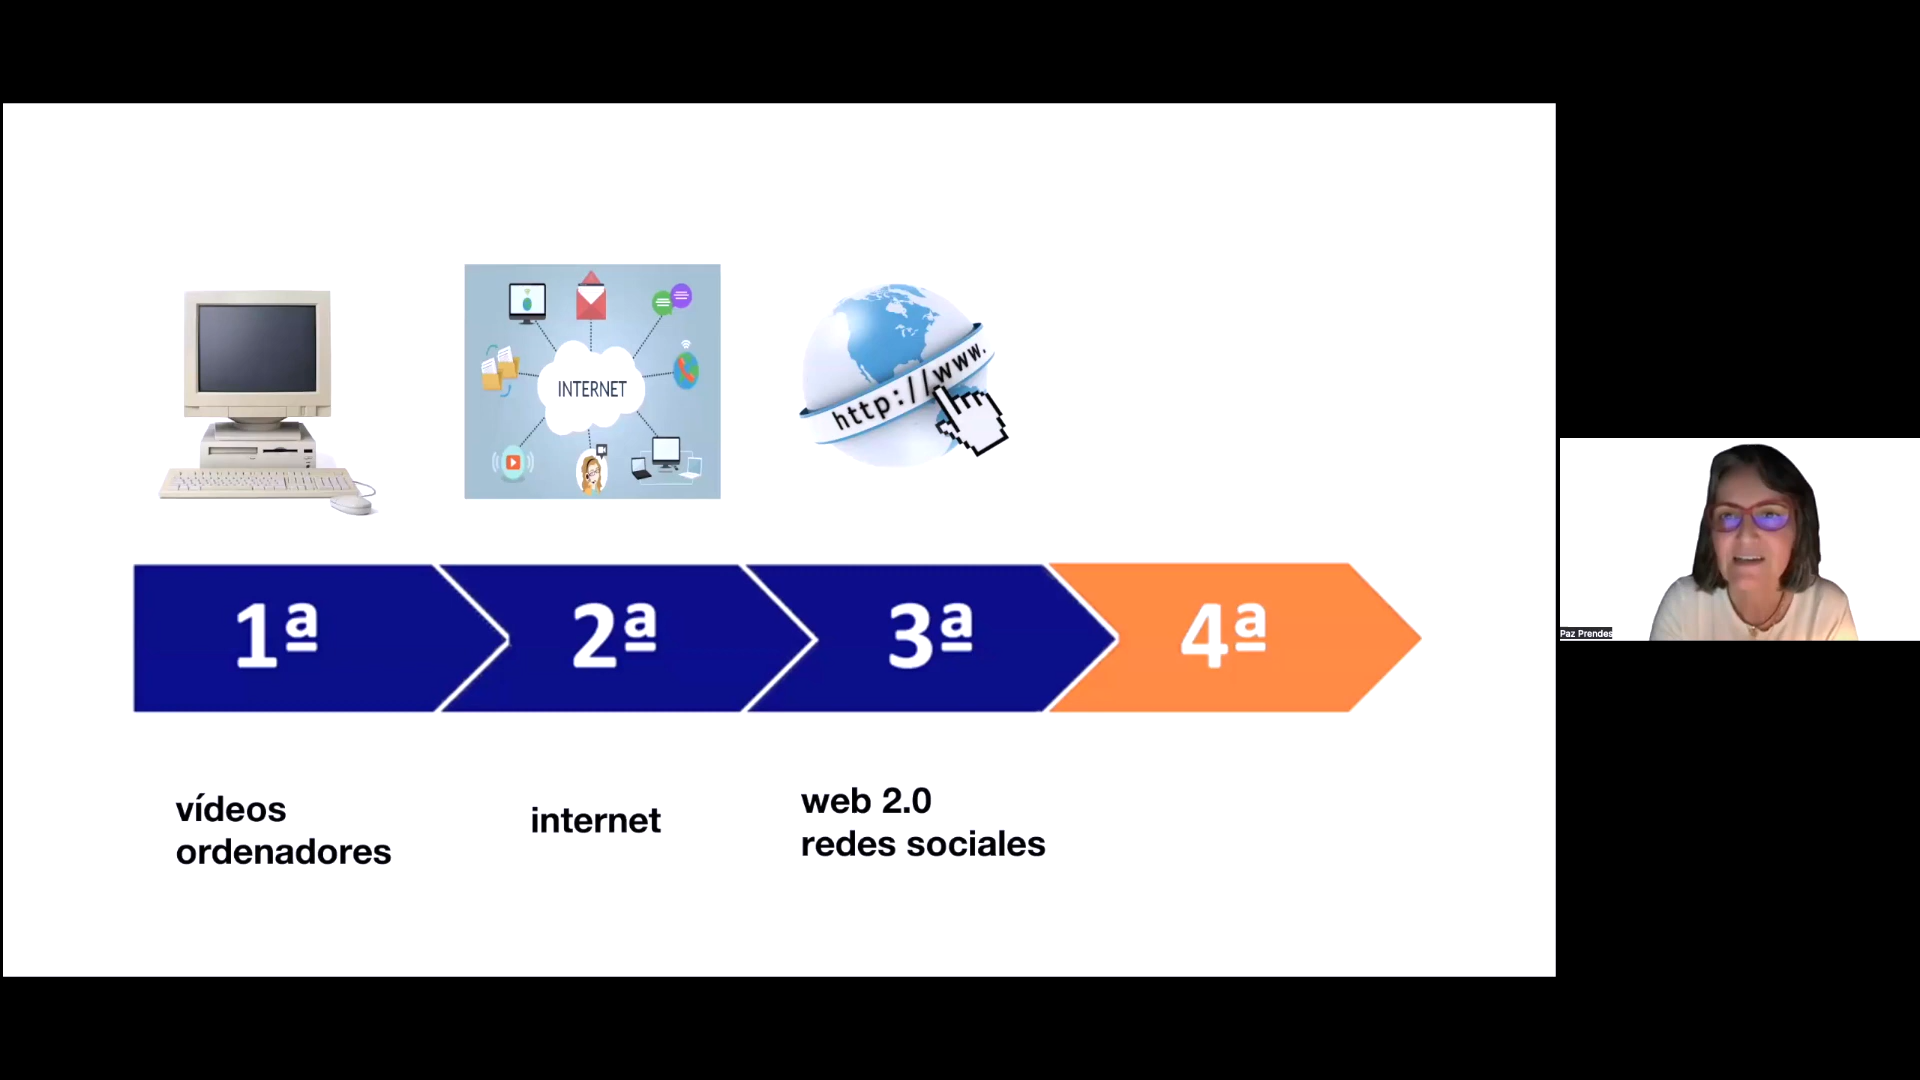 INTERNET
http://www.
1ª
2ª
3ª
4ª
vídeos
ordenadores
internet
web 2.0
redes sociales
Paz Prendes